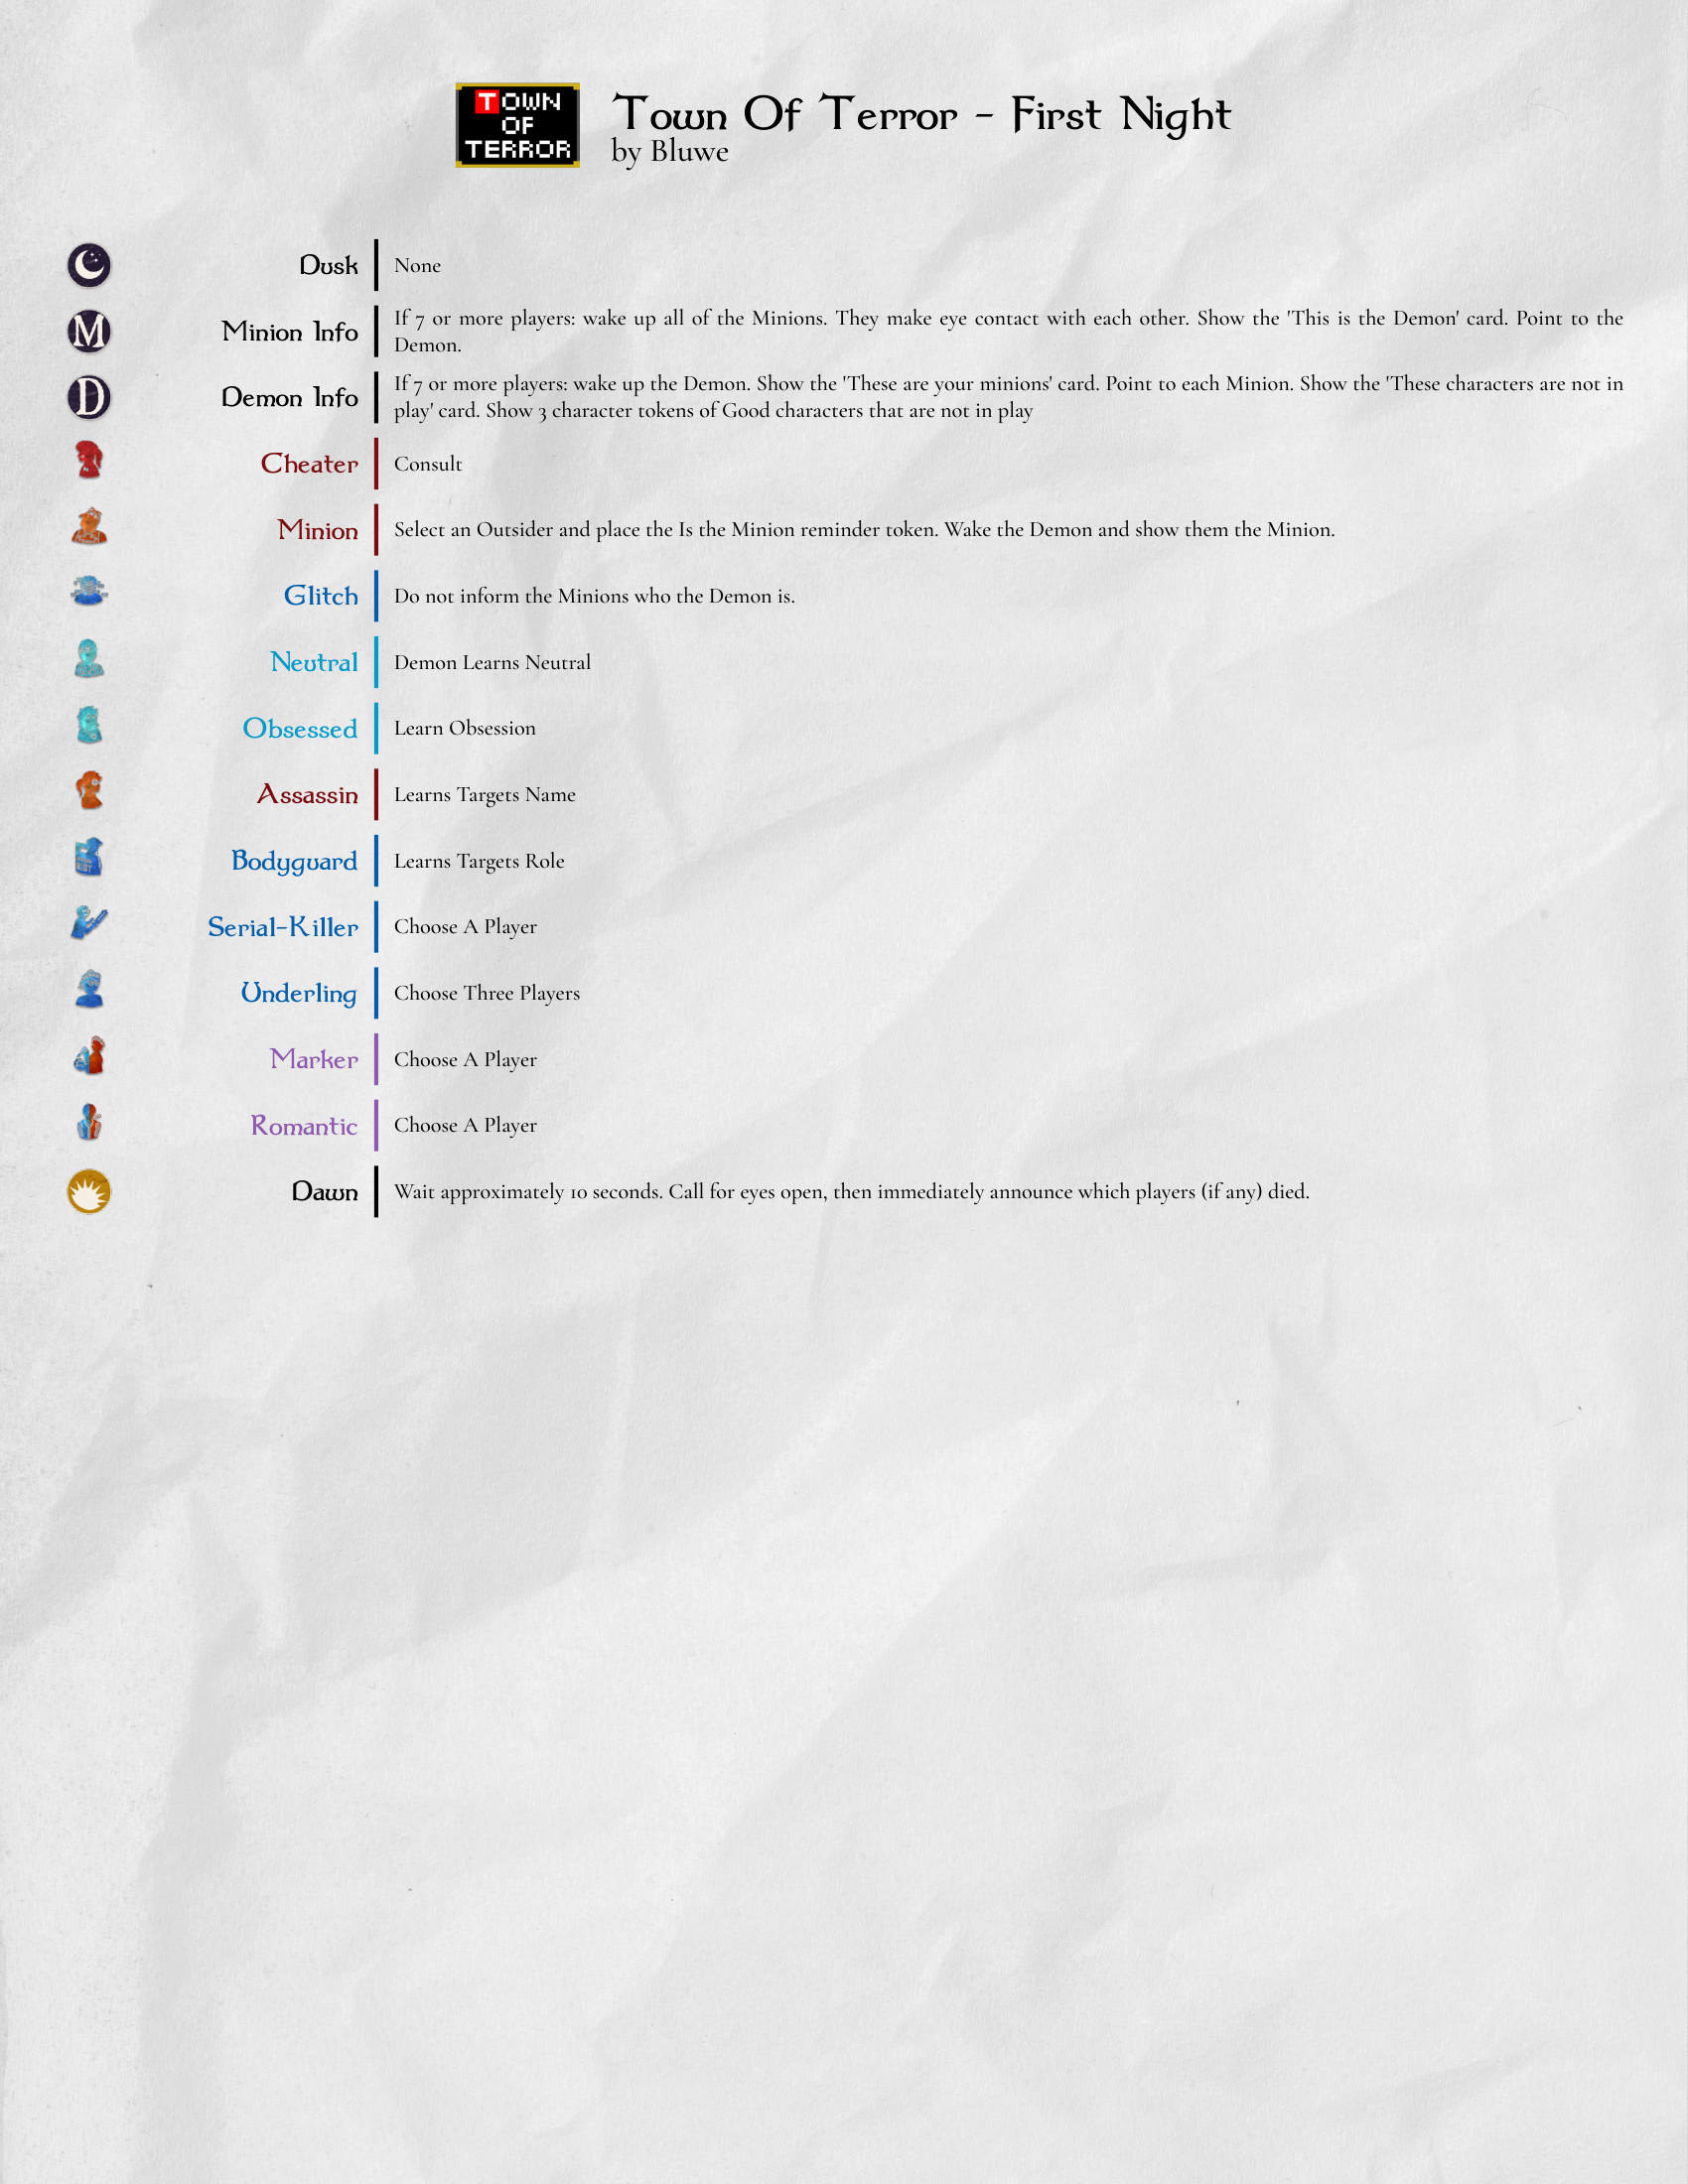 TOWN
OF
TERROR
Town Of Terror - First Night
by Bluwe
Dusk
None
M
Minion Info
If 7 or more players: wake up all of the Minions. They make eye contact with each other. Show the 'This is the Demon' card. Point to the
Demon.
D
Demon Info
If 7 or more players: wake up the Demon. Show the 'These are your minions' card. Point to each Minion. Show the 'These characters are not in
play' card. Show 3 character tokens of Good characters that are not in play
Cheater
Consult
Minion
Select an Outsider and place the Is the Minion reminder token. Wake the Demon and show them the Minion.
Glitch
Do not inform the Minions who the Demon is.
Neutral
Demon Learns Neutral
Obsessed
Learn Obsession
Assassin
Learns Targets Name
Bodyguard
Learns Targets Role
Serial-Killer
Choose A Player
Underling
Choose Three Players
Marker
Choose A Player
Romantic
Choose A Player
Dawn
Wait approximately 10 seconds. Call for eyes open, then immediately announce which players (if any) died.